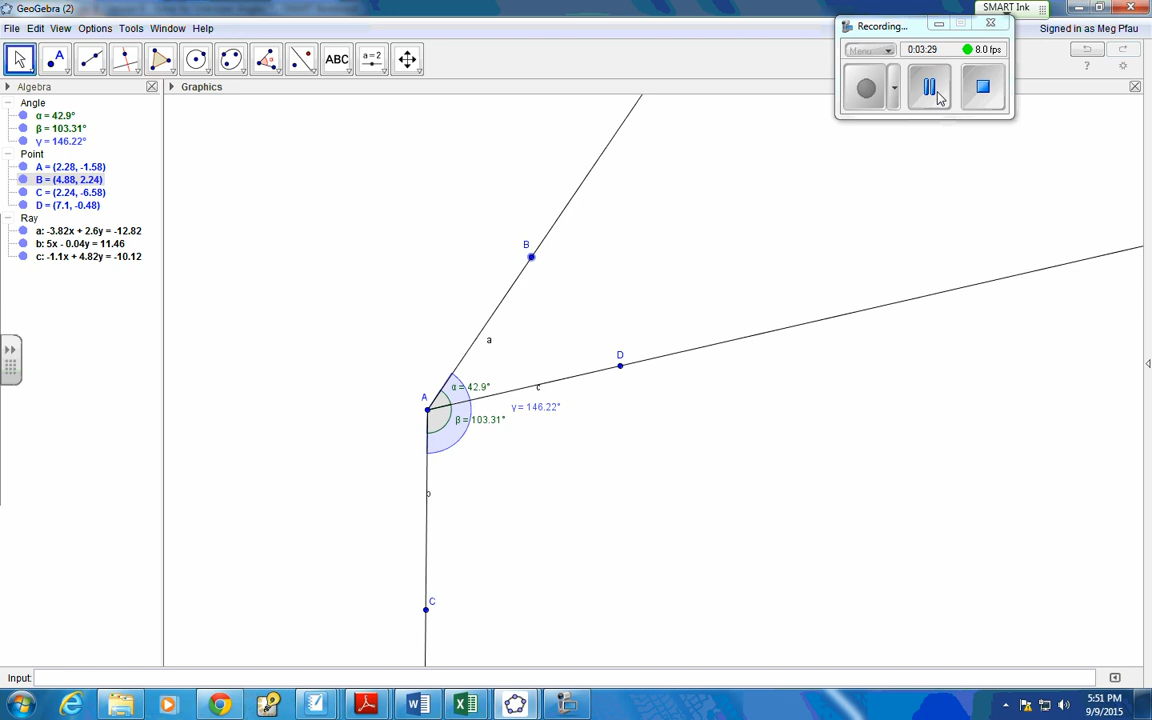 GeoGebra (2)
SMART Ink
File Edit View Options Tools Window Help
Signed in as Meg Pfau
Recording...
Menu 0:03:29 8.0 fps
ABC a=2
?
Algebra
Graphics
Angle
α = 42.9°
β = 103.31°
γ = 146.22°
Point
A = (2.28, -1.58)
B = (4.88, 2.24)
C = (2.24, -6.58)
D = (7.1, -0.48)
Ray
a: -3.82x + 2.6y = -12.82
b: 5x - 0.04y = 11.46
c: -1.1x + 4.82y = -10.12
B
a
D
α = 42.9°
c
A
γ = 146.22°
β = 103.31°
b
C
Input:
5:51 PM
9/9/2015